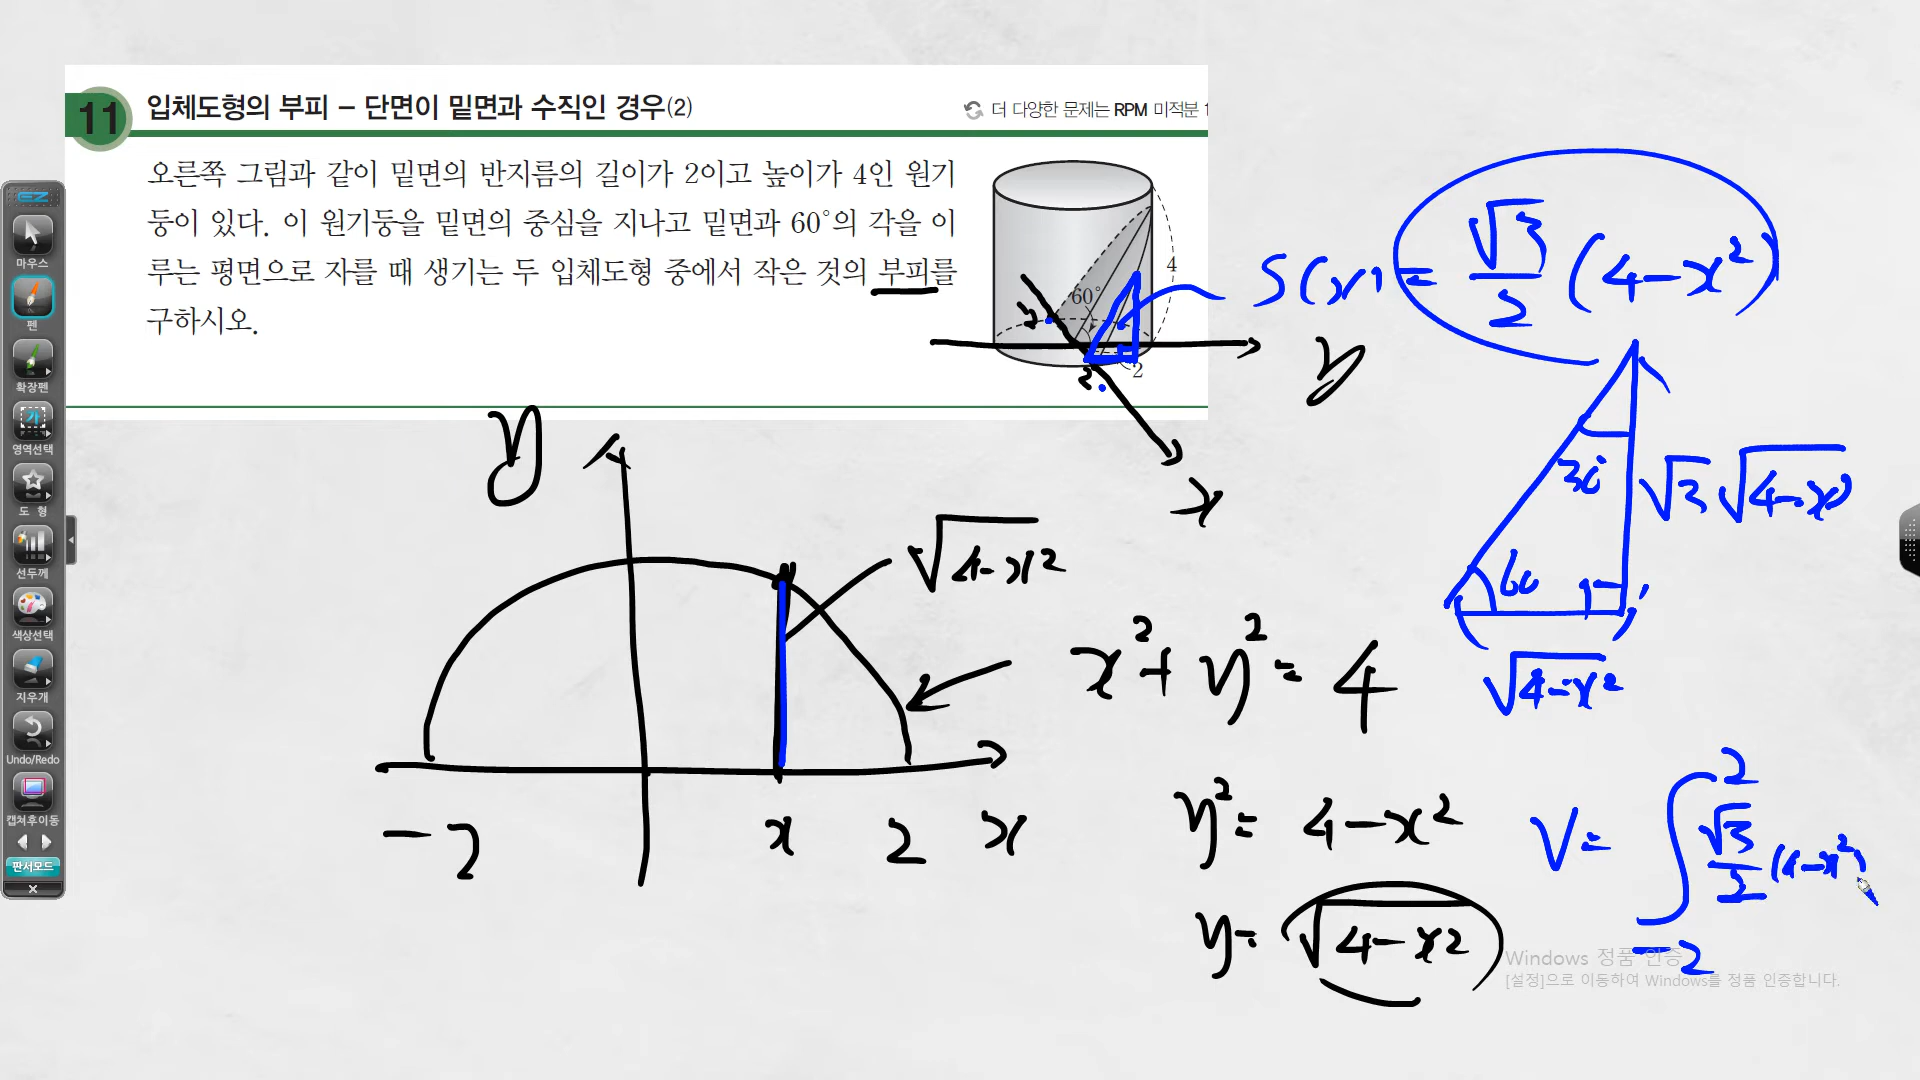 11 입체도형의 부피 – 단면이 밑면과 수직인 경우(2)
더 다양한 문제는 RPM 미적분
오른쪽 그림과 같이 밑면의 반지름의 길이가 2이고 높이가 4인 원기
둥이 있다. 이 원기둥을 밑면의 중심을 지나고 밑면과 60°의 각을 이
루는 평면으로 자를 때 생기는 두 입체도형 중에서 작은 것의 부피를
구하시오.
4
60°
2
2
y
x
S(x) = √3/2 (4-x²)
30
√3 √4-x²
60
√4-x²
y
√4-x²
x²+y²=4
-2
x
2
x
y²= 4-x²
y= √4-x²
V= ∫₋₂² √3/2 (4-x²)
EZ
마우스
펜
확장펜
영역선택
도 형
선두께
색상선택
지우개
Undo/Redo
캡쳐후이동
판서모드
x
Windows 정품 인증
[설정]으로 이동하여 Windows를 정품 인증합니다.